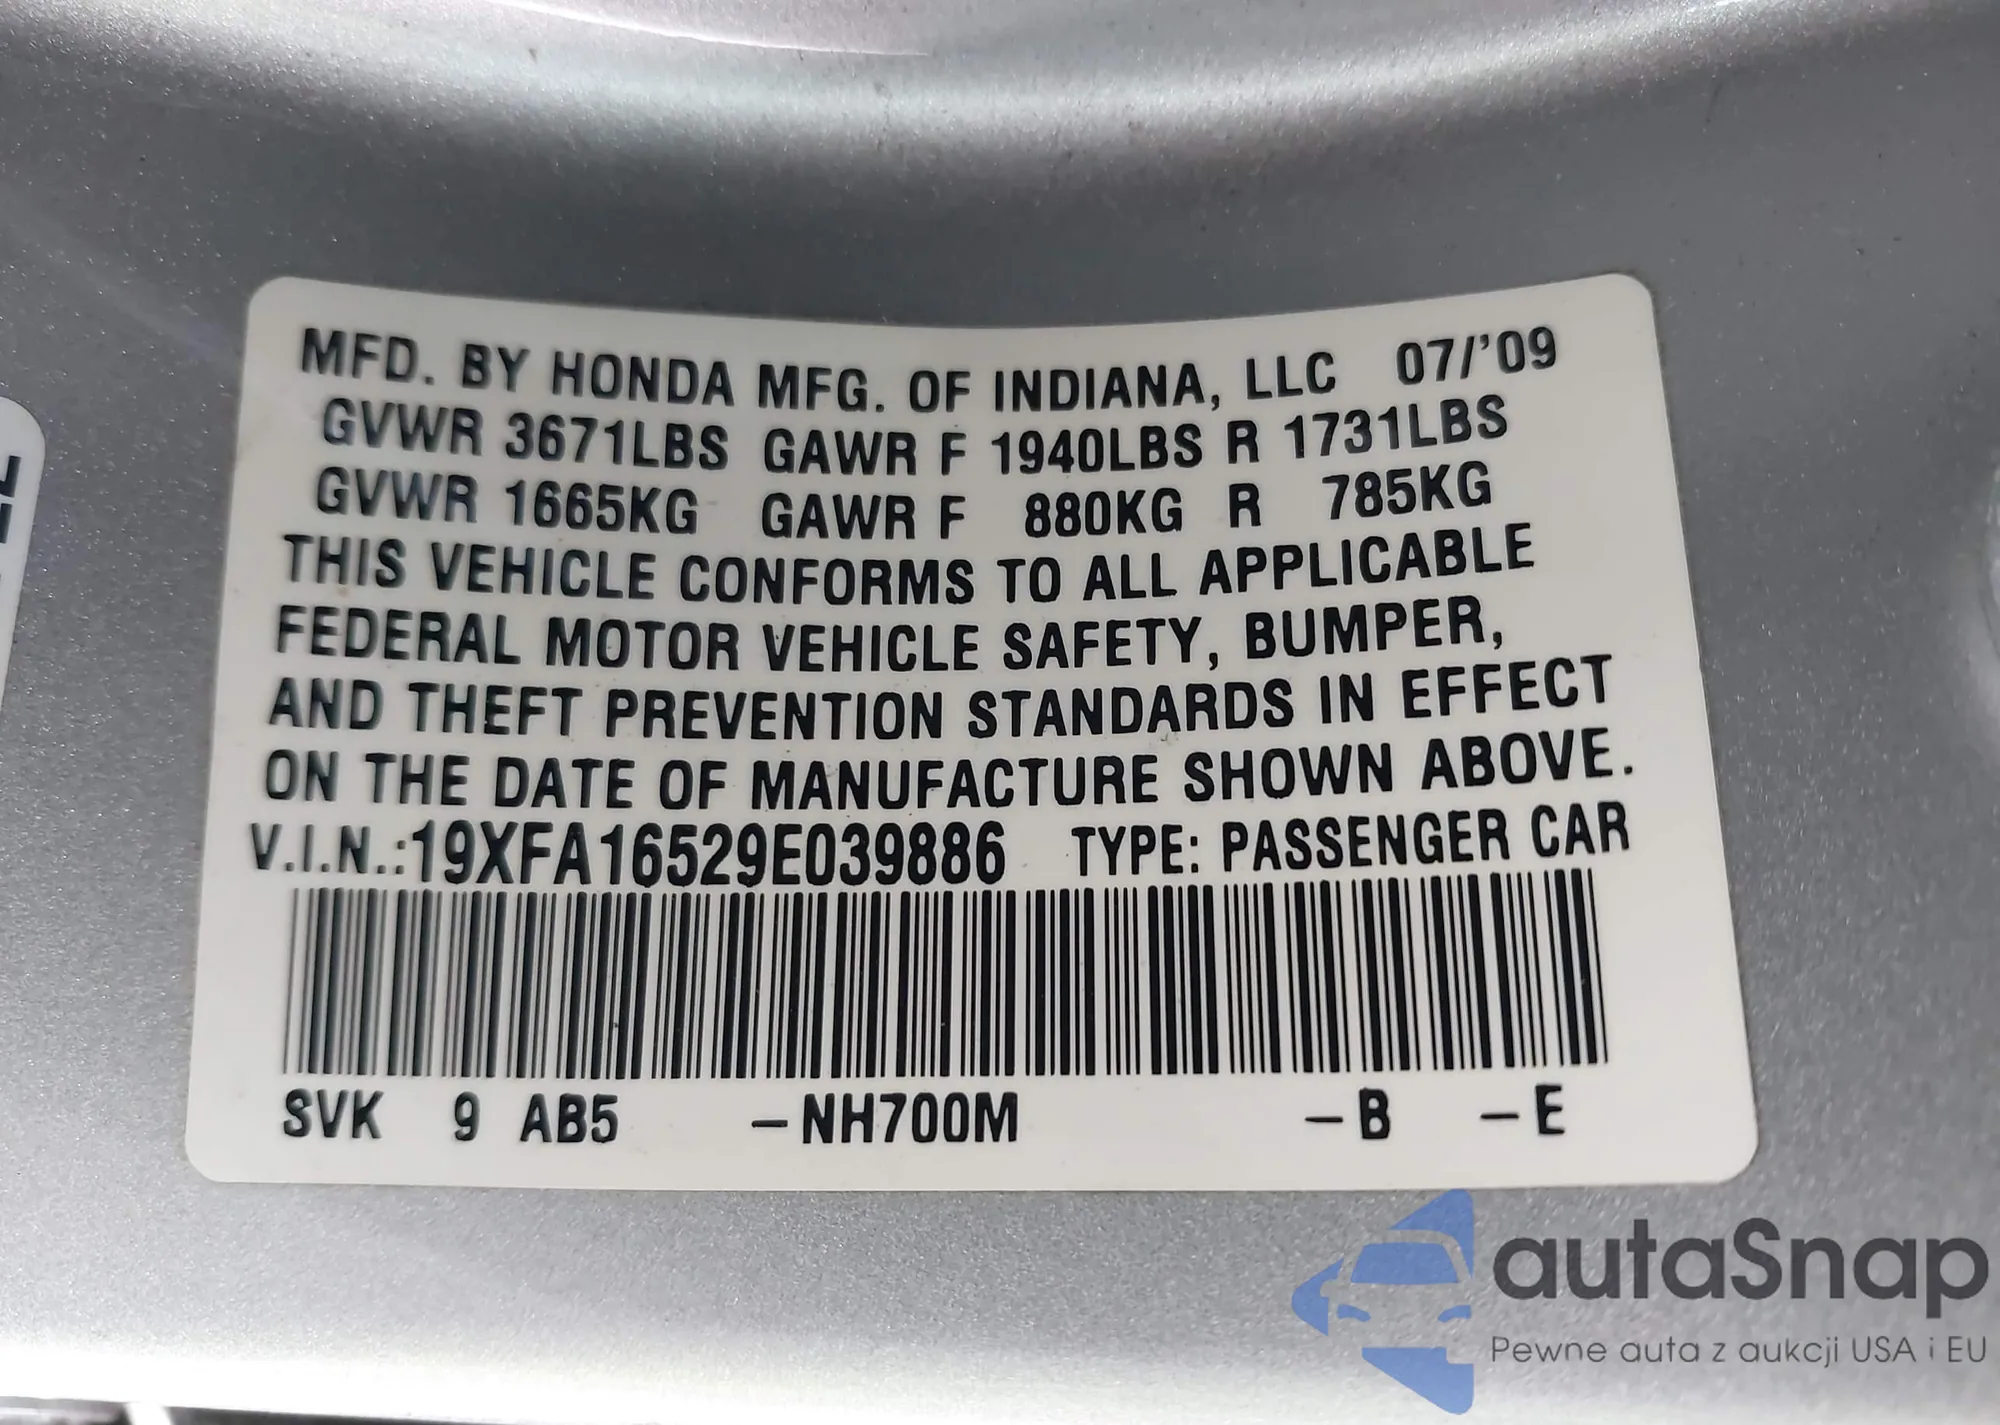 MFD. BY HONDA MFG. OF INDIANA, LLC 07/'09
GVWR 3671LBS GAWR F 1940LBS R 1731LBS
GVWR 1665KG GAWR F 880KG R 785KG
THIS VEHICLE CONFORMS TO ALL APPLICABLE
FEDERAL MOTOR VEHICLE SAFETY, BUMPER,
AND THEFT PREVENTION STANDARDS IN EFFECT
ON THE DATE OF MANUFACTURE SHOWN ABOVE.
V.I.N.:19XFA16529E039886 TYPE: PASSENGER CAR
SVK 9 AB5 –NH700M –B –E
autaSnap
Pewne auta z aukcji USA i EU